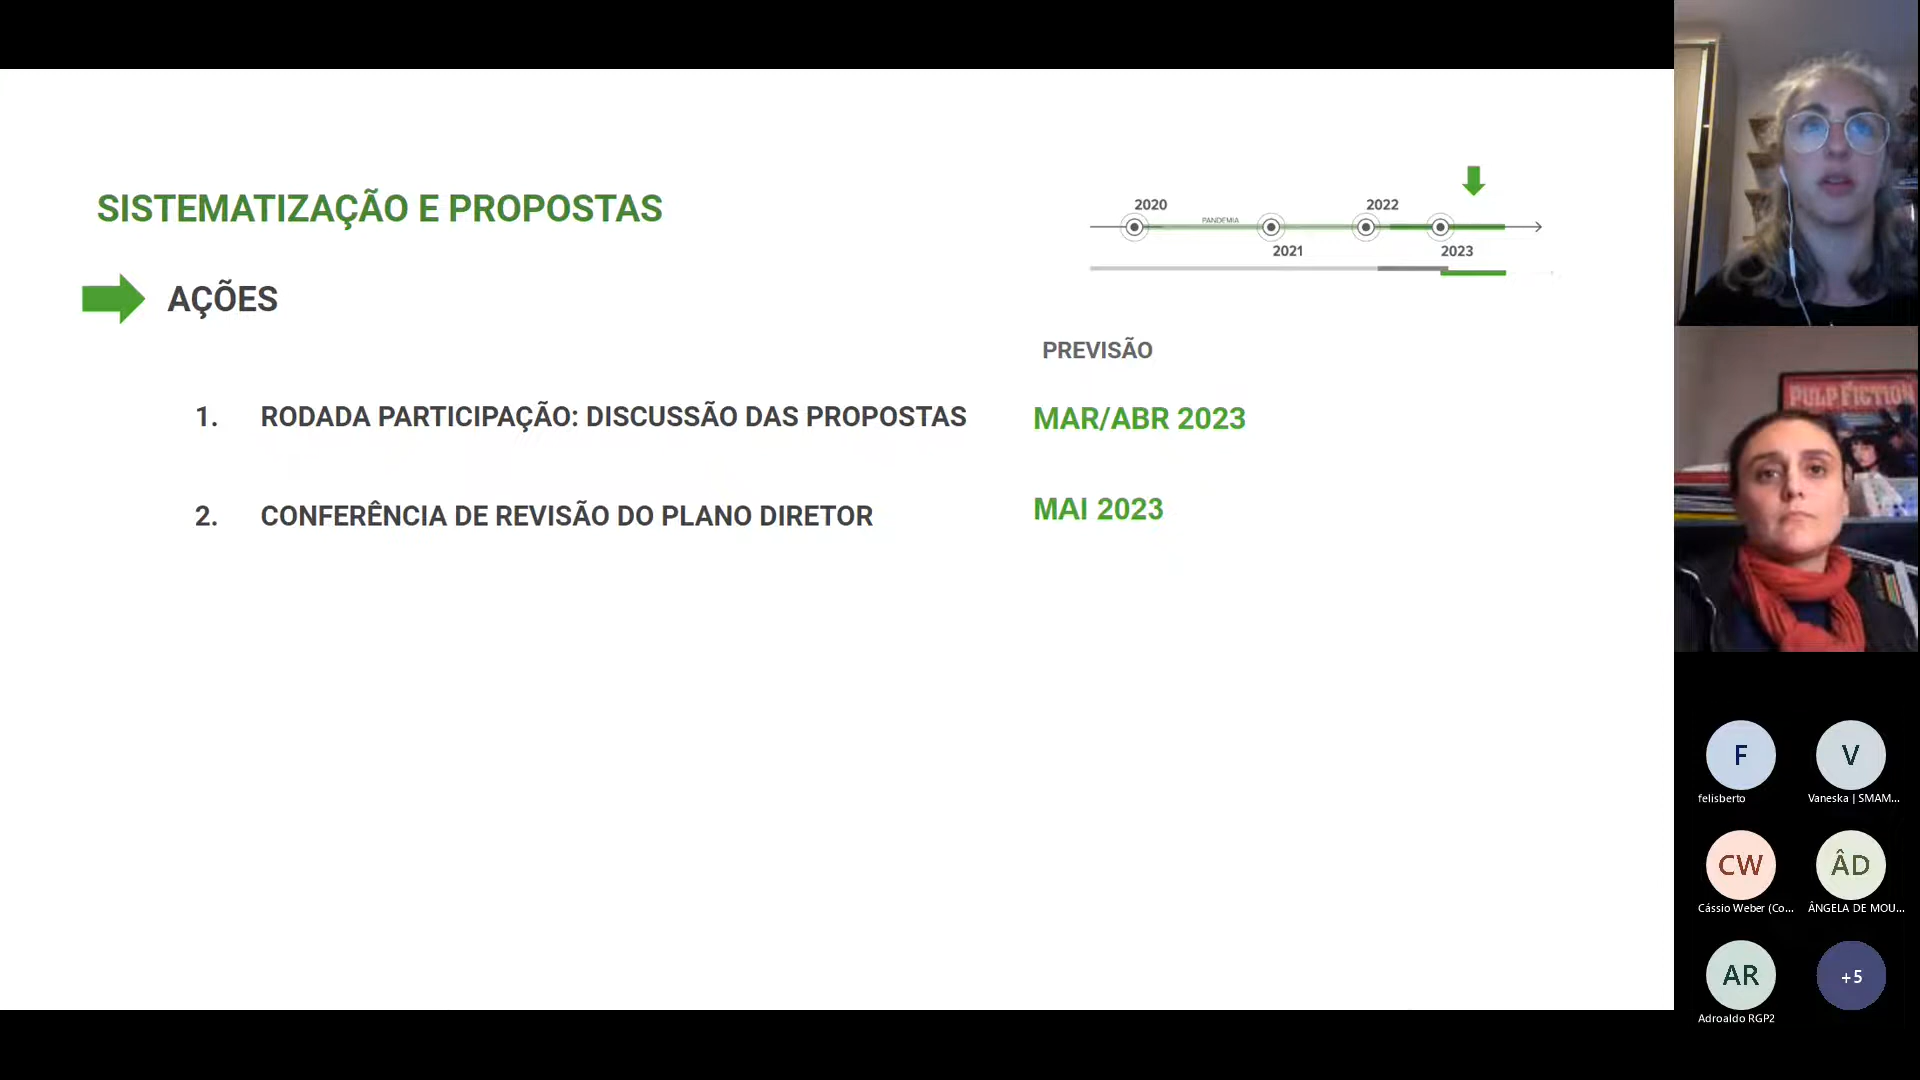 SISTEMATIZAÇÃO E PROPOSTAS
2020
2022
PANDEMIA
2021
2023
AÇÕES
PREVISÃO
1. RODADA PARTICIPAÇÃO: DISCUSSÃO DAS PROPOSTAS MAR/ABR 2023
2. CONFERÊNCIA DE REVISÃO DO PLANO DIRETOR MAI 2023
PULP FICTION
F
felisberto
V
Vaneska | SMAM...
CW
Cássio Weber (Co...
ÂD
ÂNGELA DE MOU...
AR
Adroaldo RGP2
+5